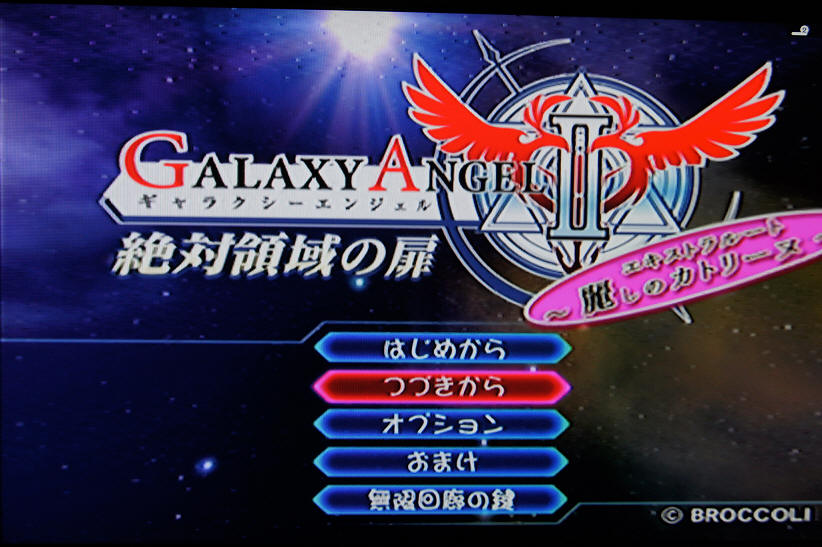 GALAXY ANGEL II
ギャラクシーエンジェル
絶対領域の扉
エキストラルート
～麗しのカトリーヌ～
はじめから
つづきから
オプション
おまけ
無限回廊の鍵
© BROCCOLI
2